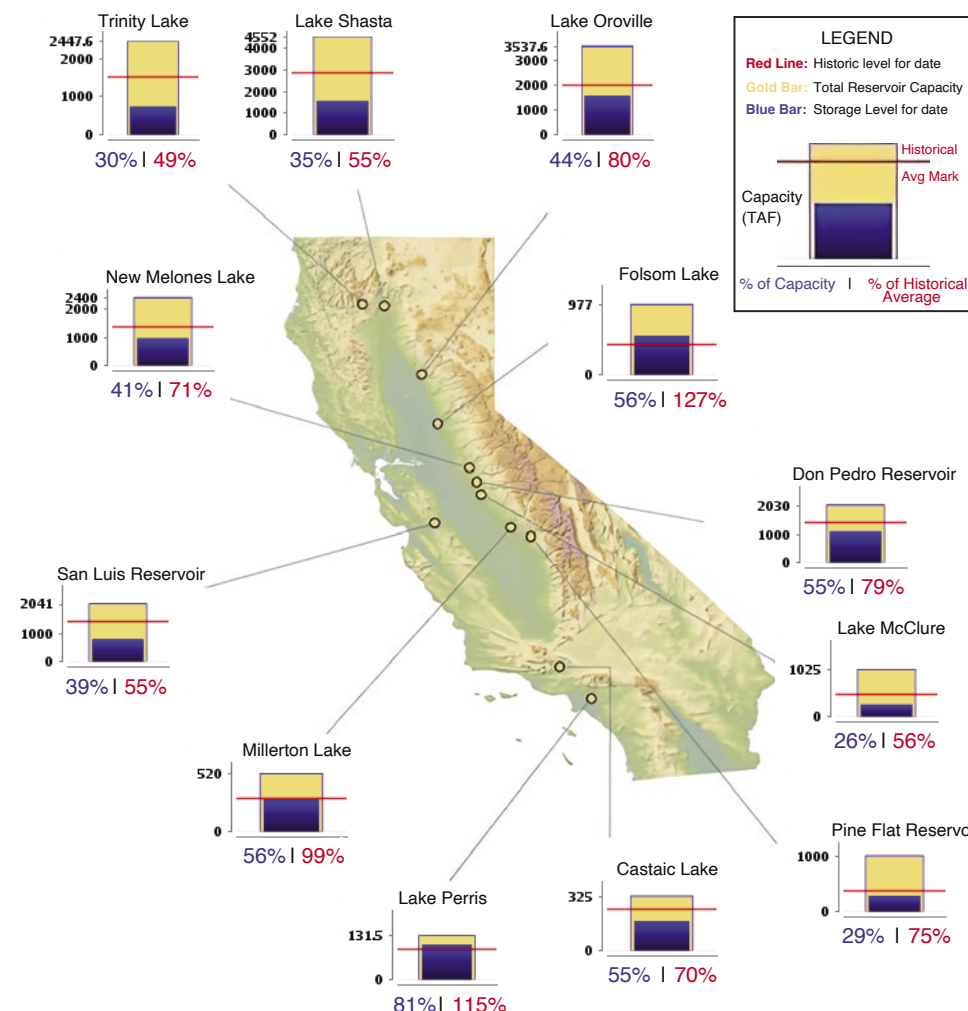 Trinity Lake
2447.6
2000
1000
0
30% | 49%
Lake Shasta
4552
4000
3000
2000
1000
0
35% | 55%
Lake Oroville
3537.6
3000
2000
1000
0
44% | 80%
LEGEND
Red Line: Historic level for date
Gold Bar: Total Reservoir Capacity
Blue Bar: Storage Level for date
Historical
Avg Mark
Capacity
(TAF)
% of Capacity | % of Historical
Average
New Melones Lake
2400
2000
1000
0
41% | 71%
Folsom Lake
977
0
56% | 127%
Don Pedro Reservoir
2030
1000
0
55% | 79%
San Luis Reservoir
2041
1000
0
39% | 55%
Lake McClure
1025
0
26% | 56%
Millerton Lake
520
0
56% | 99%
Pine Flat Reservo
1000
0
29% | 75%
Castaic Lake
325
0
55% | 70%
Lake Perris
131.5
0
81% | 115%